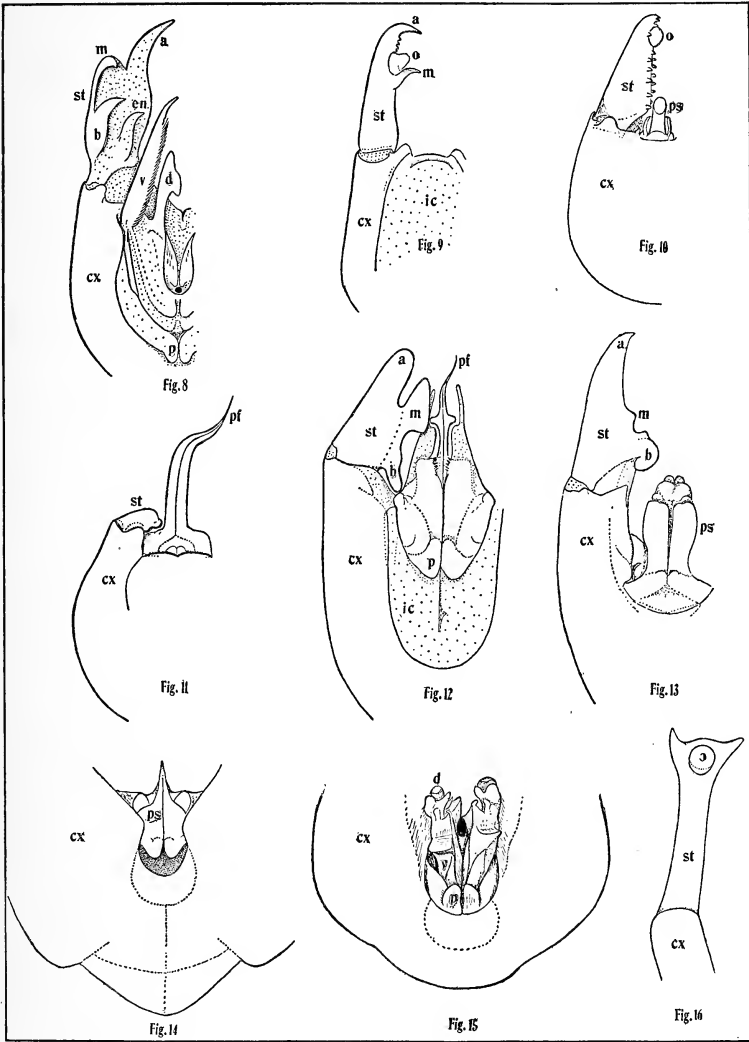 a
m
st
en
b
v
d
cx
p
Fig. 8
a
o
m
st
cx
ic
Fig. 9
o
st
ps
cx
Fig. 10
pf
st
cx
Fig. 11
a
pf
m
st
b
cx
p
ic
Fig. 12
a
m
st
b
cx
ps
Fig. 13
ps
cx
Fig. 14
d
cx
v
p
Fig. 15
o
st
cx
Fig. 16